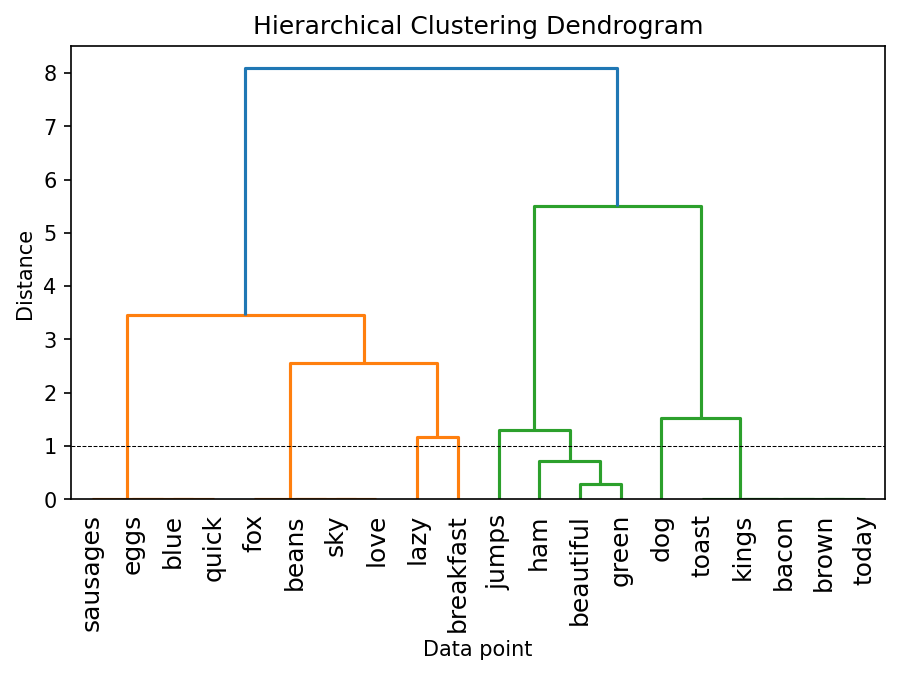 Hierarchical Clustering Dendrogram
8
7
6
5
4
3
2
1
0
Distance
sausages
eggs
blue
quick
fox
beans
sky
love
lazy
breakfast
jumps
ham
beautiful
green
dog
toast
kings
bacon
brown
today
Data point